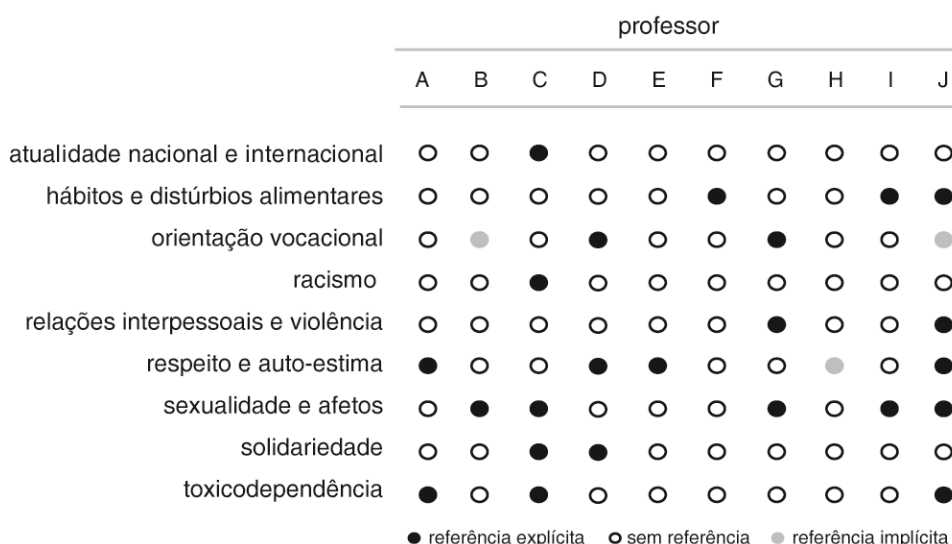 professor
A B C D E F G H I J
atualidade nacional e internacional
hábitos e distúrbios alimentares
orientação vocacional
racismo
relações interpessoais e violência
respeito e auto-estima
sexualidade e afetos
solidariedade
toxicodependência
referência explícita sem referência referência implícita